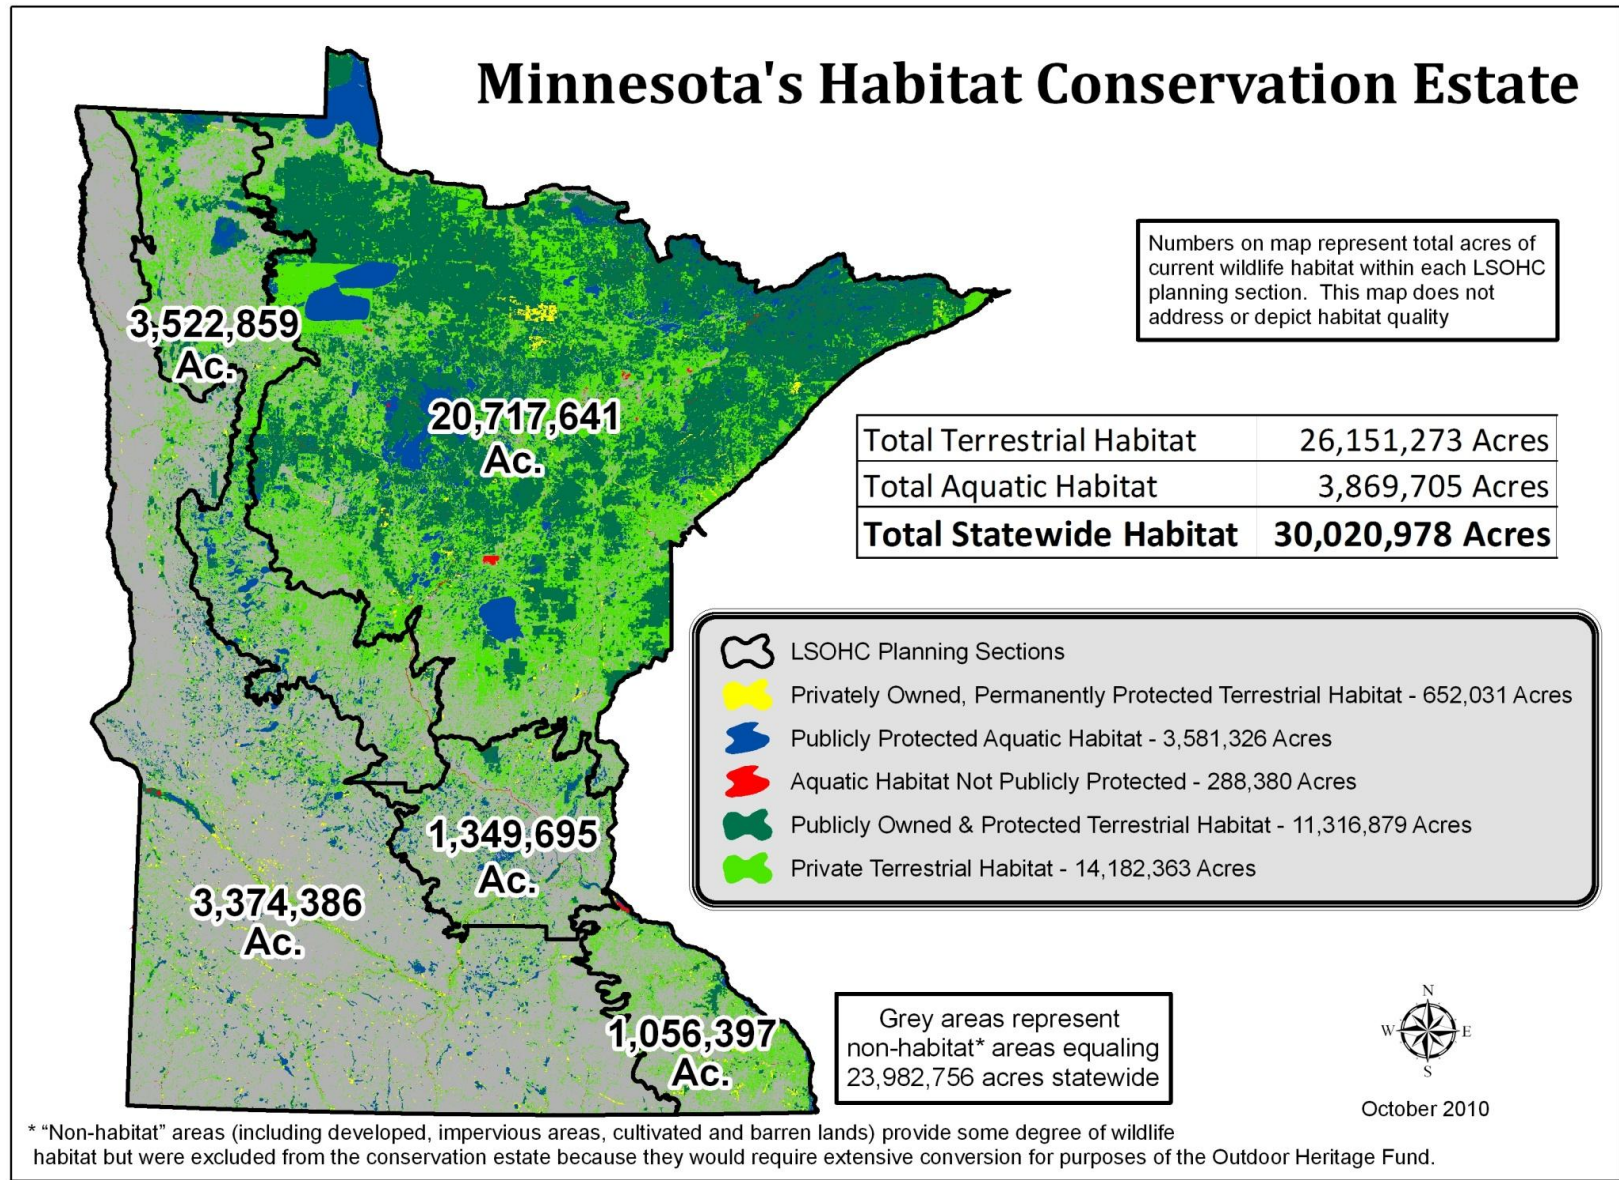 Minnesota's Habitat Conservation Estate
Numbers on map represent total acres of
current wildlife habitat within each LSOHC
planning section. This map does not
address or depict habitat quality
3,522,859
Ac.
20,717,641
Ac.
Total Terrestrial Habitat 26,151,273 Acres
Total Aquatic Habitat 3,869,705 Acres
Total Statewide Habitat 30,020,978 Acres
LSOHC Planning Sections
Privately Owned, Permanently Protected Terrestrial Habitat - 652,031 Acres
Publicly Protected Aquatic Habitat - 3,581,326 Acres
Aquatic Habitat Not Publicly Protected - 288,380 Acres
Publicly Owned & Protected Terrestrial Habitat - 11,316,879 Acres
Private Terrestrial Habitat - 14,182,363 Acres
1,349,695
Ac.
3,374,386
Ac.
1,056,397
Ac.
Grey areas represent
non-habitat* areas equaling
23,982,756 acres statewide
N
W E
S
October 2010
* “Non-habitat” areas (including developed, impervious areas, cultivated and barren lands) provide some degree of wildlife
habitat but were excluded from the conservation estate because they would require extensive conversion for purposes of the Outdoor Heritage Fund.